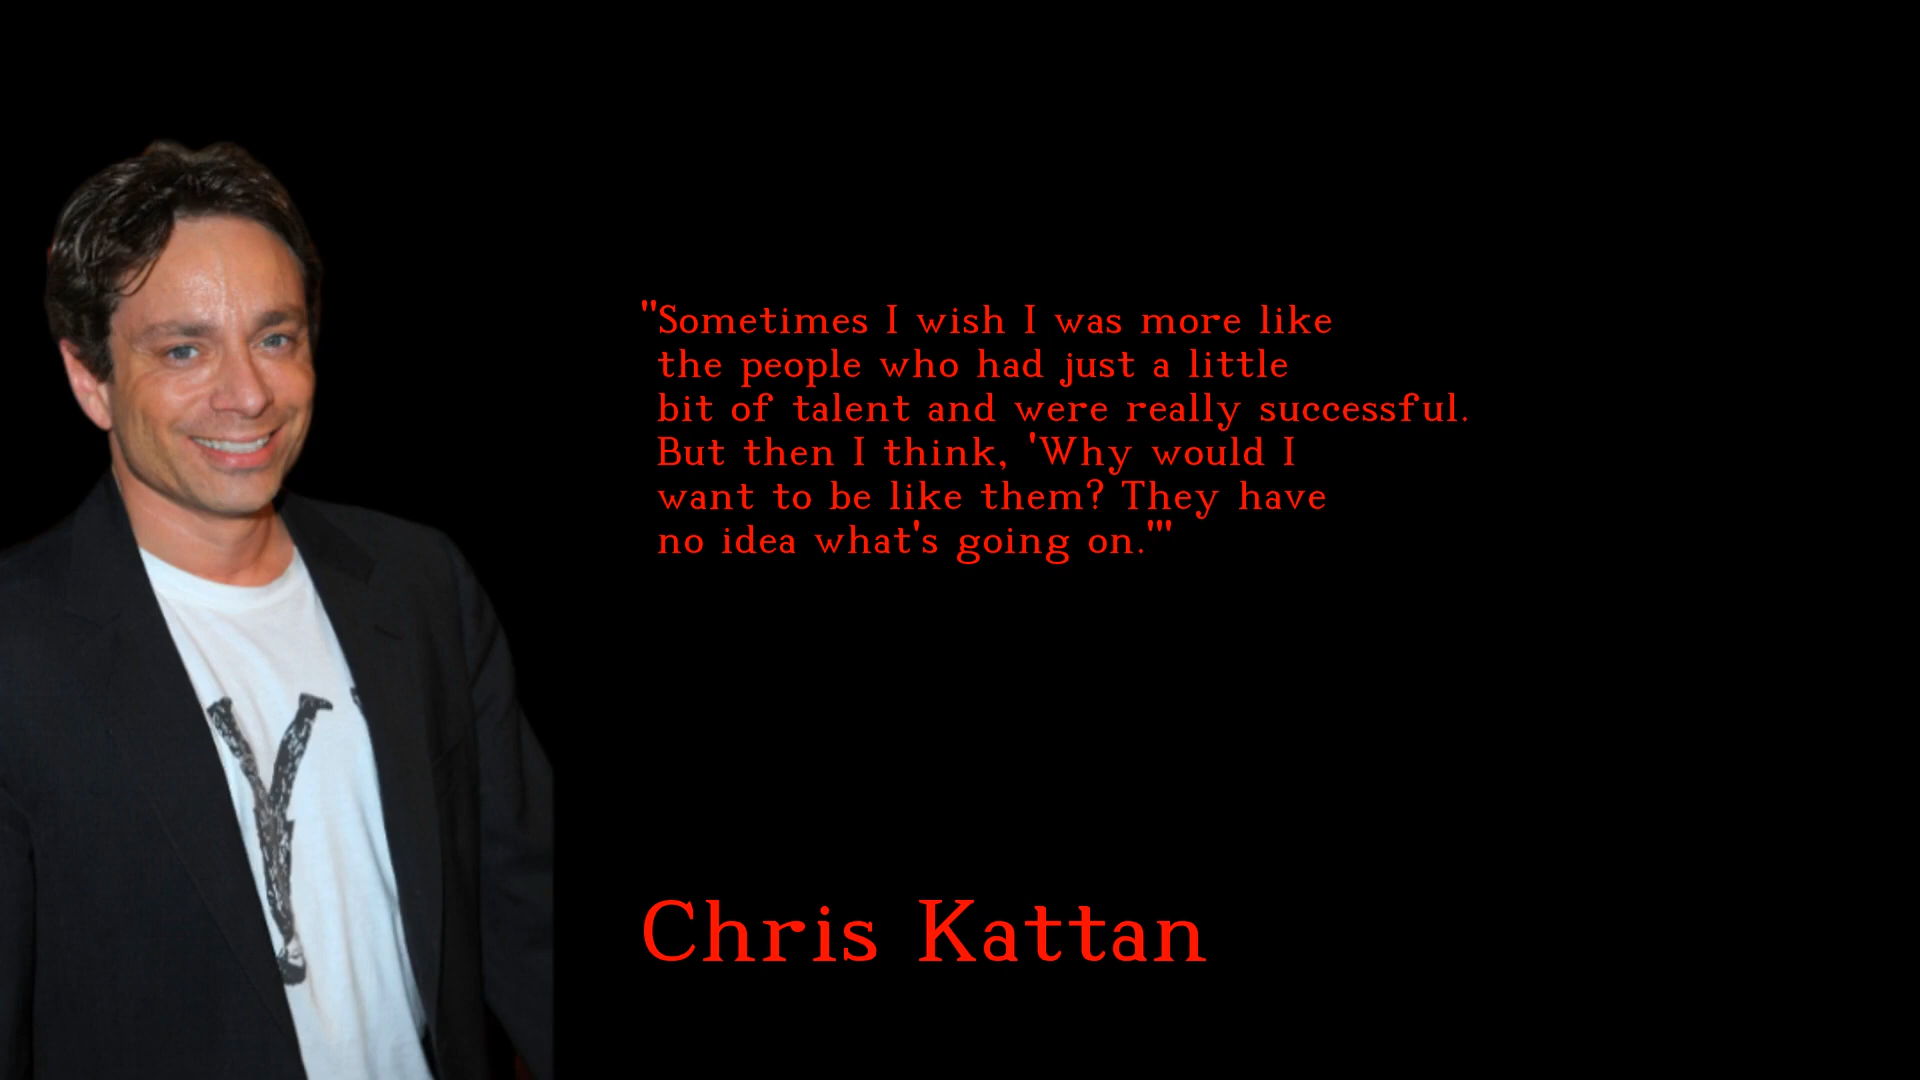 "Sometimes I wish I was more like
the people who had just a little
bit of talent and were really successful.
But then I think, 'Why would I
want to be like them? They have
no idea what's going on.'"
Chris Kattan